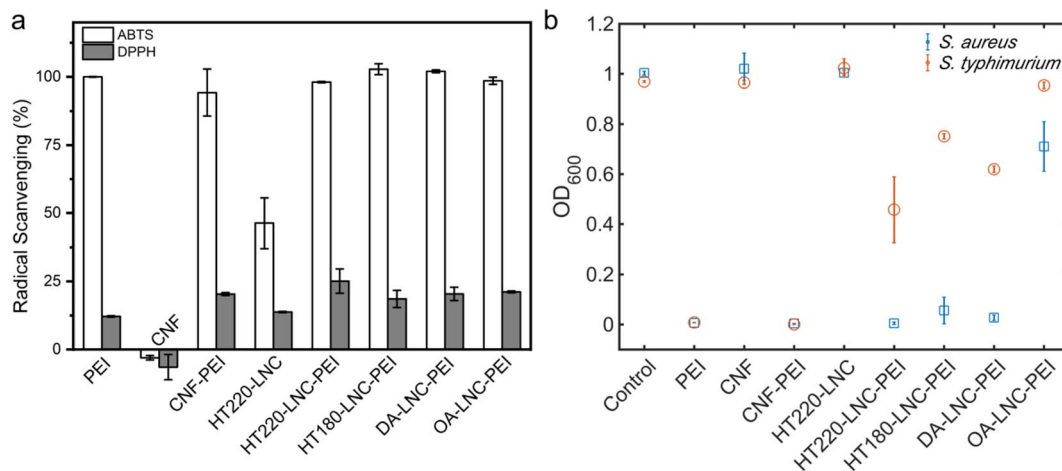 a
ABTS
DPPH
Radical Scanvenging (%)
100
75
50
25
0
PEI
CNF
CNF-PEI
HT220-LNC
HT220-LNC-PEI
HT180-LNC-PEI
DA-LNC-PEI
OA-LNC-PEI
b
S. aureus
S. typhimurium
OD600
1.2
1
0.8
0.6
0.4
0.2
0
Control
PEI
CNF
CNF-PEI
HT220-LNC
HT220-LNC-PEI
HT180-LNC-PEI
DA-LNC-PEI
OA-LNC-PEI